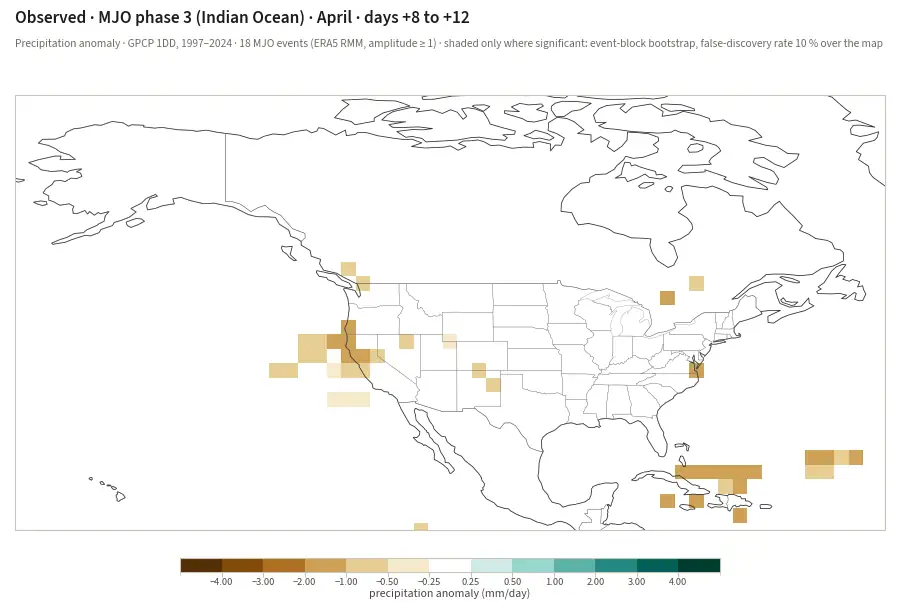 Observed · MJO phase 3 (Indian Ocean) · April · days +8 to +12
Precipitation anomaly · GPCP 1DD, 1997–2024 · 18 MJO events (ERA5 RMM, amplitude ≥ 1) · shaded only where significant: event-block bootstrap, false-discovery rate 10 % over the map
−4.00 −3.00 −2.00 −1.00 −0.50 −0.25 0.25 0.50 1.00 2.00 3.00 4.00
precipitation anomaly (mm/day)